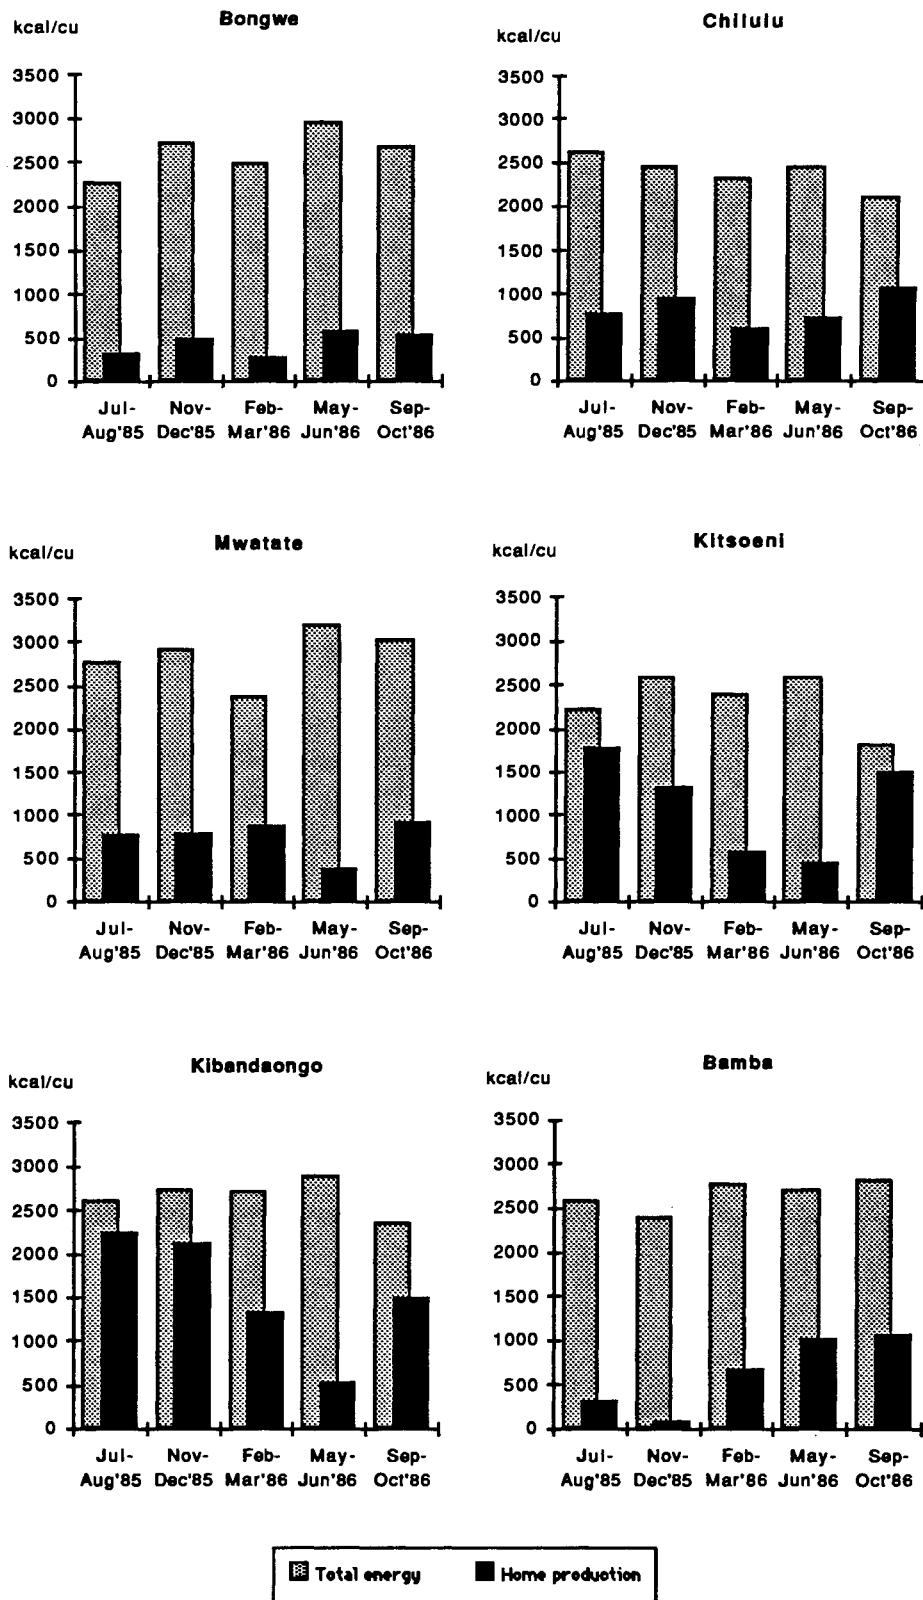 kcal/cu
Bongwe
3500
3000
2500
2000
1500
1000
500
0
Jul- Nov- Feb- May- Sep-
Aug'85 Dec'85 Mar'86 Jun'86 Oct'86
kcal/cu
Chilulu
3500
3000
2500
2000
1500
1000
500
0
Jul- Nov- Feb- May- Sep-
Aug'85 Dec'85 Mar'86 Jun'86 Oct'86
kcal/cu
Mwatate
3500
3000
2500
2000
1500
1000
500
0
Jul- Nov- Feb- May- Sep-
Aug'85 Dec'85 Mar'86 Jun'86 Oct'86
kcal/cu
Kitsoeni
3500
3000
2500
2000
1500
1000
500
0
Jul- Nov- Feb- May- Sep-
Aug'85 Dec'85 Mar'86 Jun'86 Oct'86
kcal/cu
Kibandaongo
3500
3000
2500
2000
1500
1000
500
0
Jul- Nov- Feb- May- Sep-
Aug'85 Dec'85 Mar'86 Jun'86 Oct'86
kcal/cu
Bamba
3500
3000
2500
2000
1500
1000
500
0
Jul- Nov- Feb- May- Sep-
Aug'85 Dec'85 Mar'86 Jun'86 Oct'86
Total energy Home production